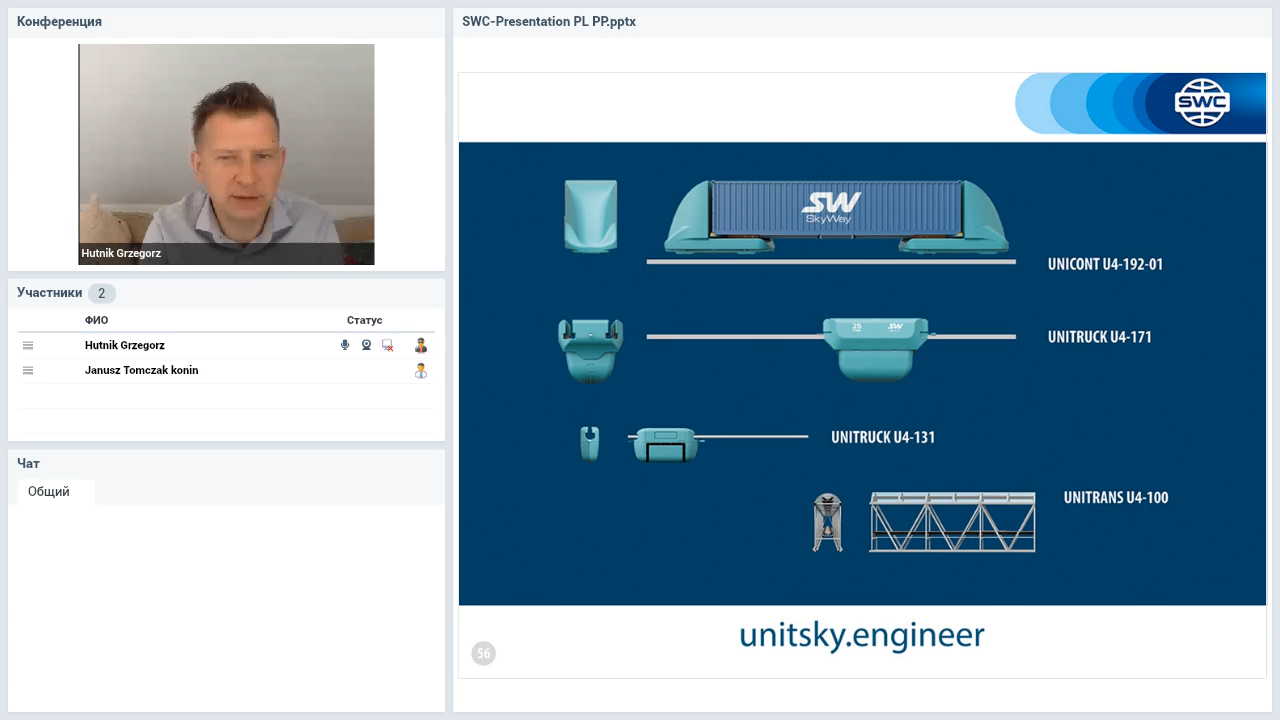 Конференция
Hutnik Grzegorz
Участники 2
ФИО Статус
Hutnik Grzegorz
Janusz Tomczak konin
Чат
Общий
SWC-Presentation PL PP.pptx
SWC
SW
SkyWay
UNICONT U4-192-01
25
SW
UNITRUCK U4-171
UNITRUCK U4-131
UNITRANS U4-100
unitsky.engineer
56